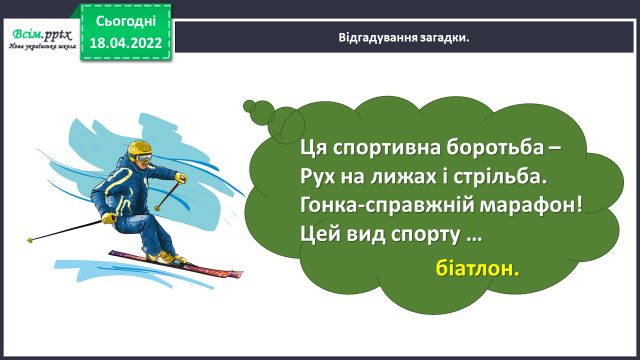 Всім.pptx
Нова українська школа
Сьогодні
18.04.2022
Відгадування загадки.
Ця спортивна боротьба –
Рух на лижах і стрільба.
Гонка-справжній марафон!
Цей вид спорту ...
біатлон.